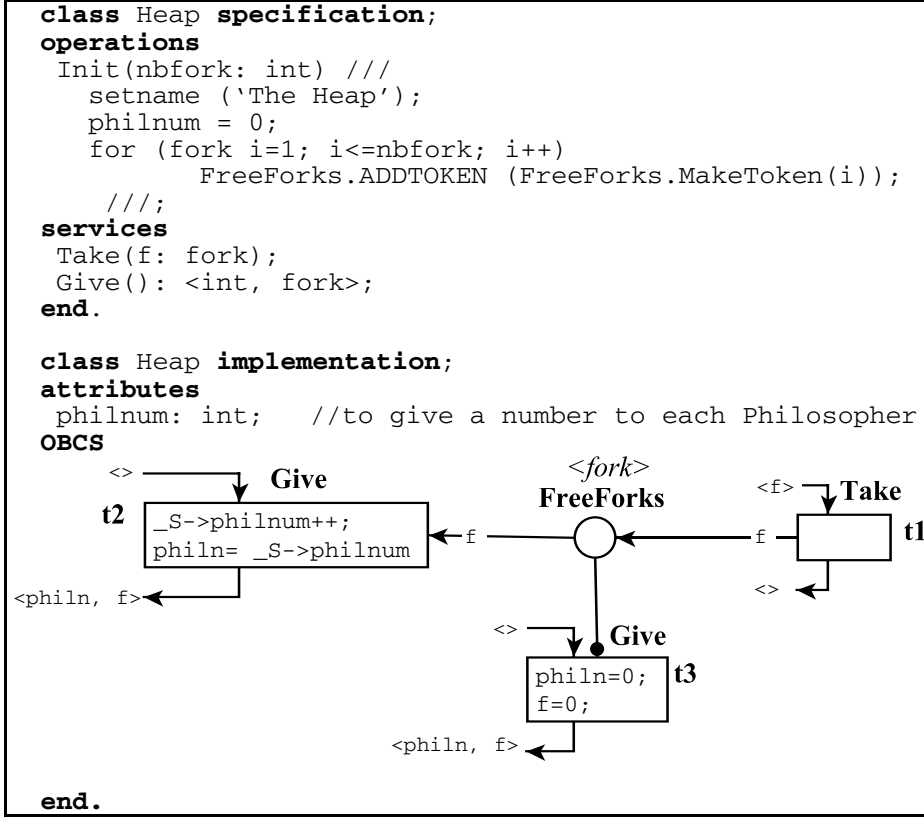 class Heap specification;
operations
Init(nbfork: int) ///
setname (‘The Heap’);
philnum = 0;
for (fork i=1; i<=nbfork; i++)
FreeForks.ADDTOKEN (FreeForks.MakeToken(i));
///;
services
Take(f: fork);
Give(): <int, fork>;
end.
class Heap implementation;
attributes
philnum: int; //to give a number to each Philosopher
OBCS
<> Give
t2
_S->philnum++;
philn= _S->philnum
<philn, f>
f
<fork>
FreeForks
f
<f> Take
t1
<>
<> Give
philn=0;
f=0;
t3
<philn, f>
end.